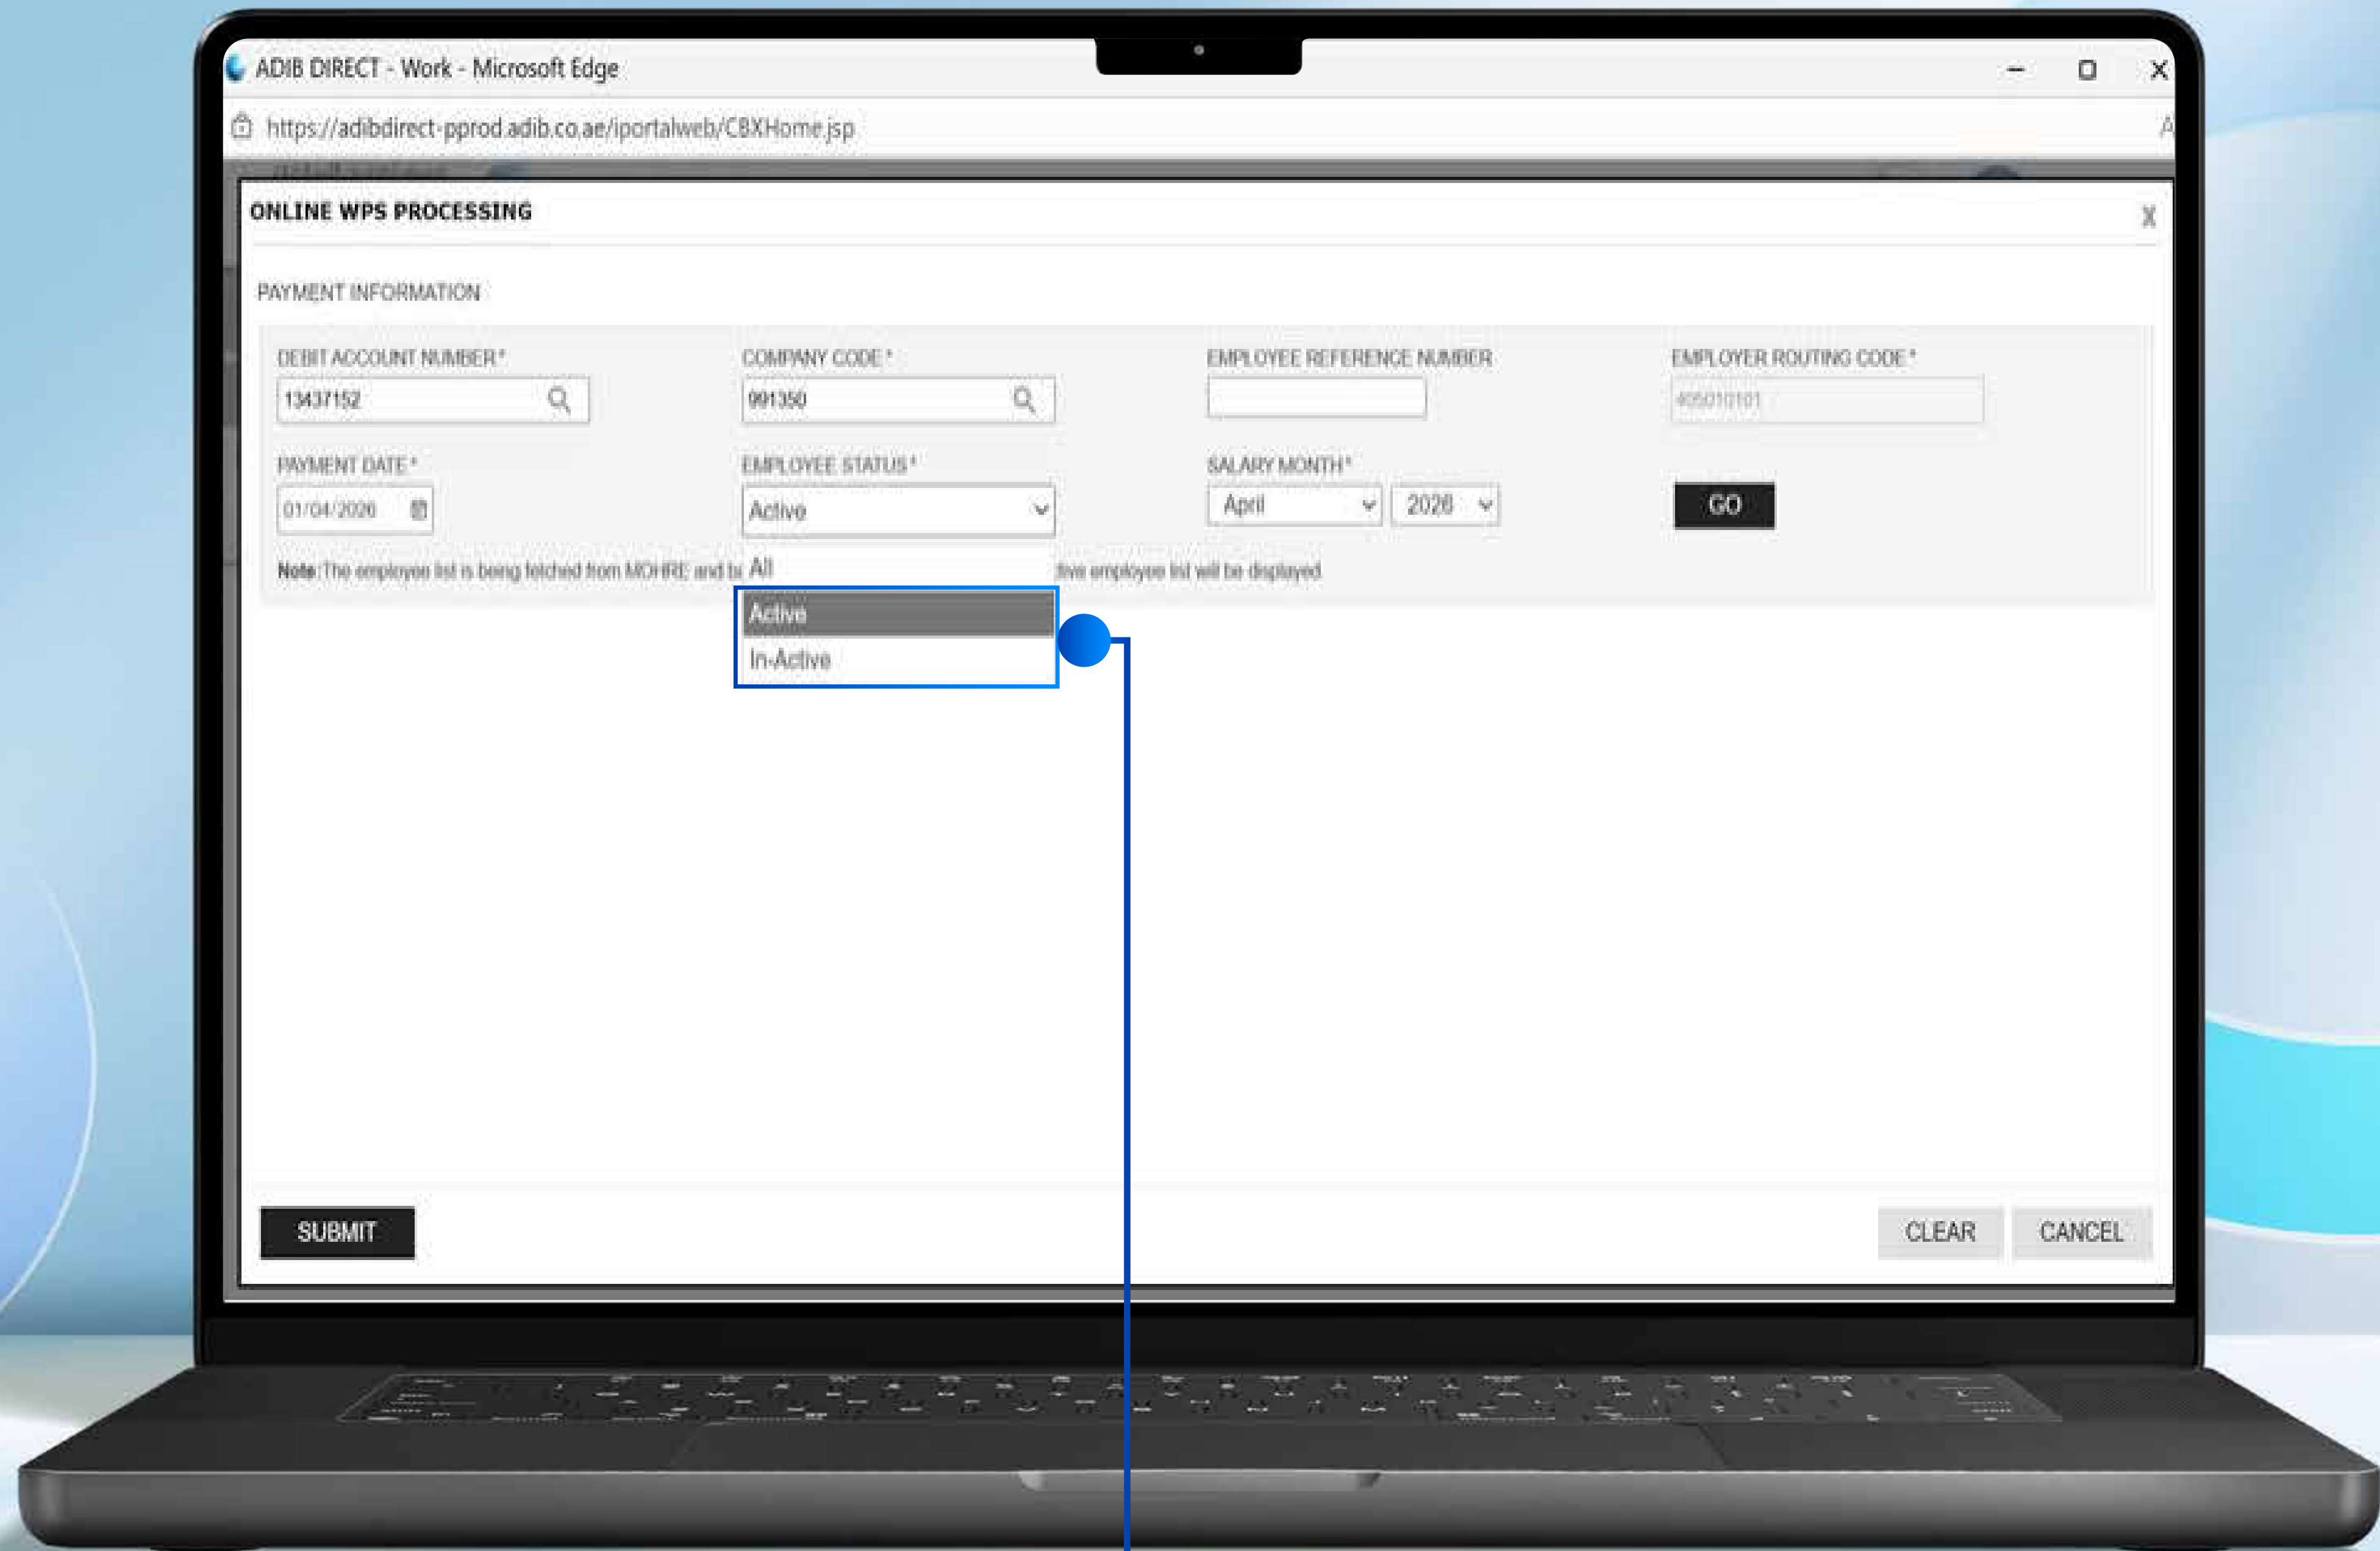 ADIB DIRECT - Work - Microsoft Edge
https://adibdirect-pprod.adib.co.ae/iportalweb/CBXHome.jsp
ONLINE WPS PROCESSING
X
PAYMENT INFORMATION
DEBIT ACCOUNT NUMBER* COMPANY CODE * EMPLOYEE REFERENCE NUMBER EMPLOYER ROUTING CODE *
13437152 991350 405010101
PAYMENT DATE * EMPLOYEE STATUS * SALARY MONTH *
01/04/2026 Active April 2026 GO
Note: The employee list is being fetched from MOHRE and All employee list will be displayed
Active
In-Active
SUBMIT CLEAR CANCEL